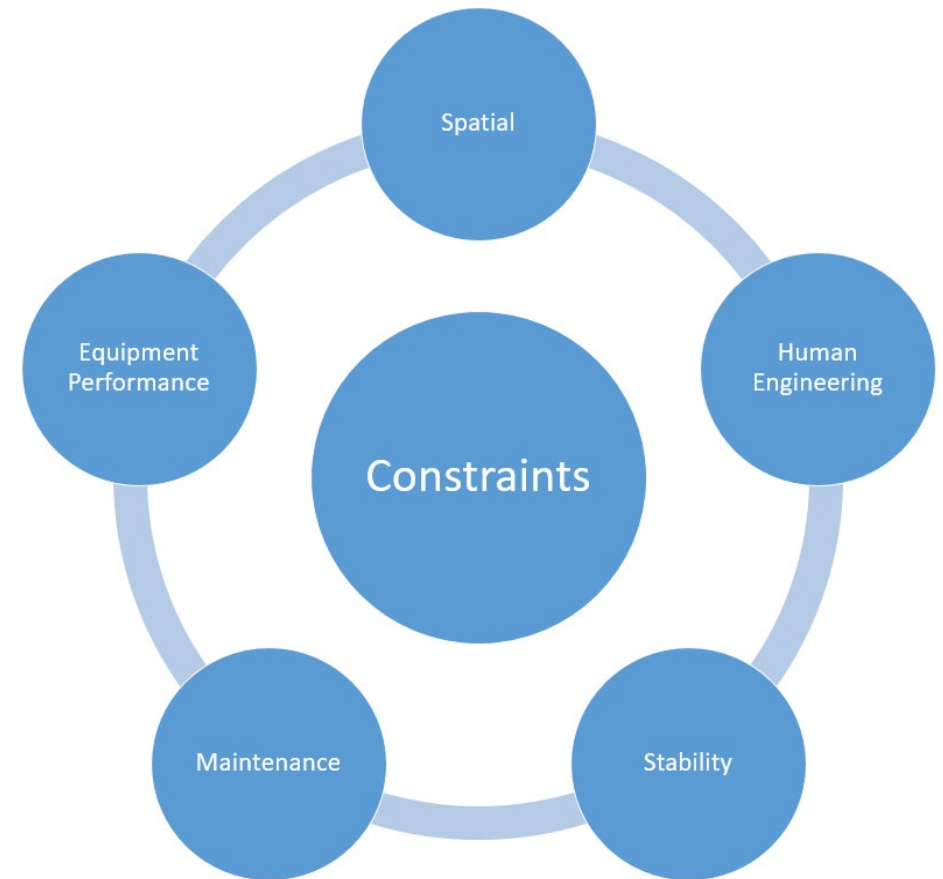 Spatial
Human
Engineering
Stability
Maintenance
Equipment
Performance
Constraints